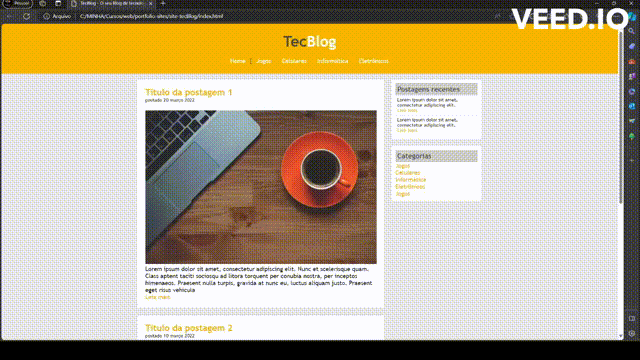 Pessoal
TecBlog - O seu Blog de tecnolo
Arquivo C:/MINHA/Cursos/web/portfolio-sites/site-tecBlog/index.html
VEED.IO
TecBlog
Home Jogos Celulares Informática Eletrônicos
Título da postagem 1
postado 20 março 2022
Lorem ipsum dolor sit amet, consectetur adipiscing elit. Nunc et scelerisque quam.
Class aptent taciti sociosqu ad litora torquent per conubia nostra, per inceptos
himenaeos. Praesent nulla turpis, gravida at nunc eu, luctus aliquam justo. Praesent
eget risus vehicula
Leia mais
Título da postagem 2
postado 10 março 2022
Postagens recentes
Lorem ipsum dolor sit amet,
consectetur adipiscing elit.
Leia mais
Lorem ipsum dolor sit amet,
consectetur adipiscing elit.
Leia mais
Categorias
Jogos
Celulares
Informática
Eletrônicos
Jogos